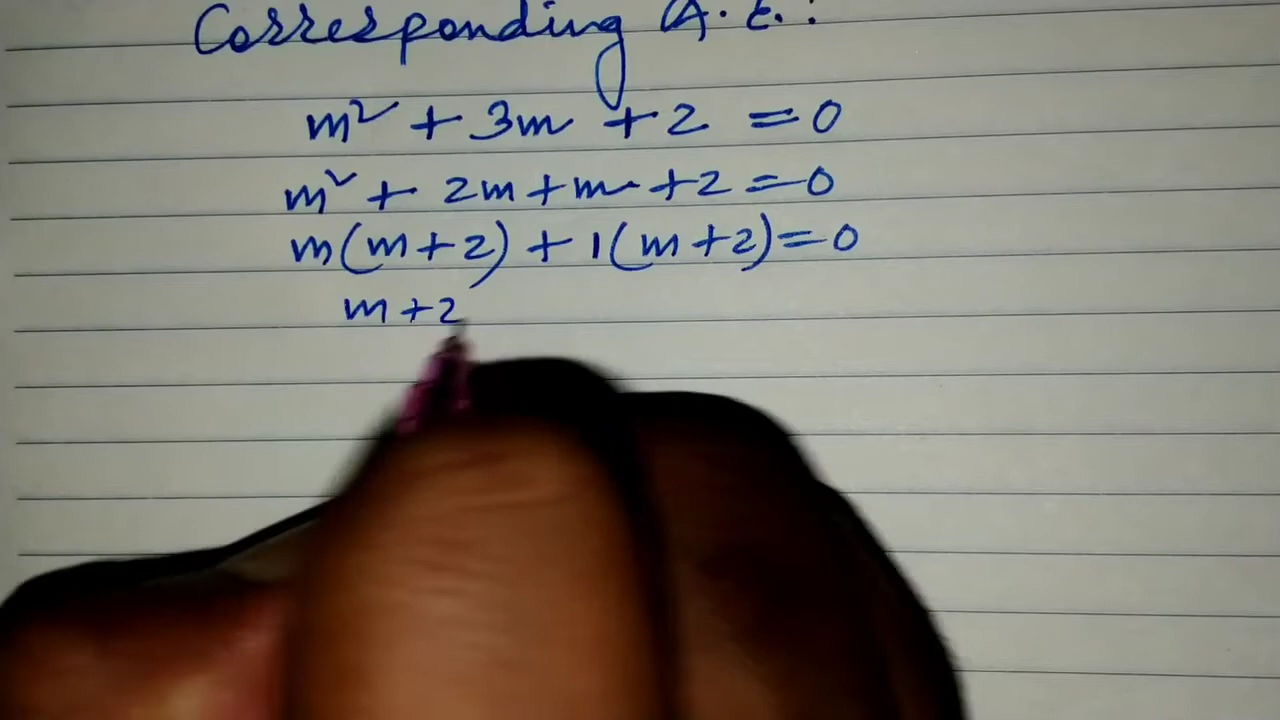 Corresponding A.E.:
m² + 3m + 2 = 0
m² + 2m + m + 2 = 0
m(m+2) + 1(m+2) = 0
m+2